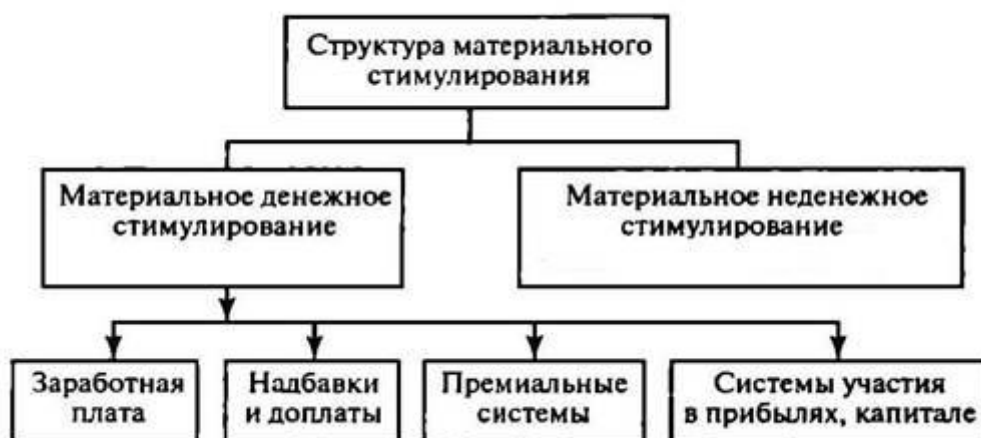 Структура материального
стимулирования
Материальное денежное
стимулирование
Материальное неденежное
стимулирование
Заработная
плата
Надбавки
и доплаты
Премиальные
системы
Системы участия
в прибылях, капитале